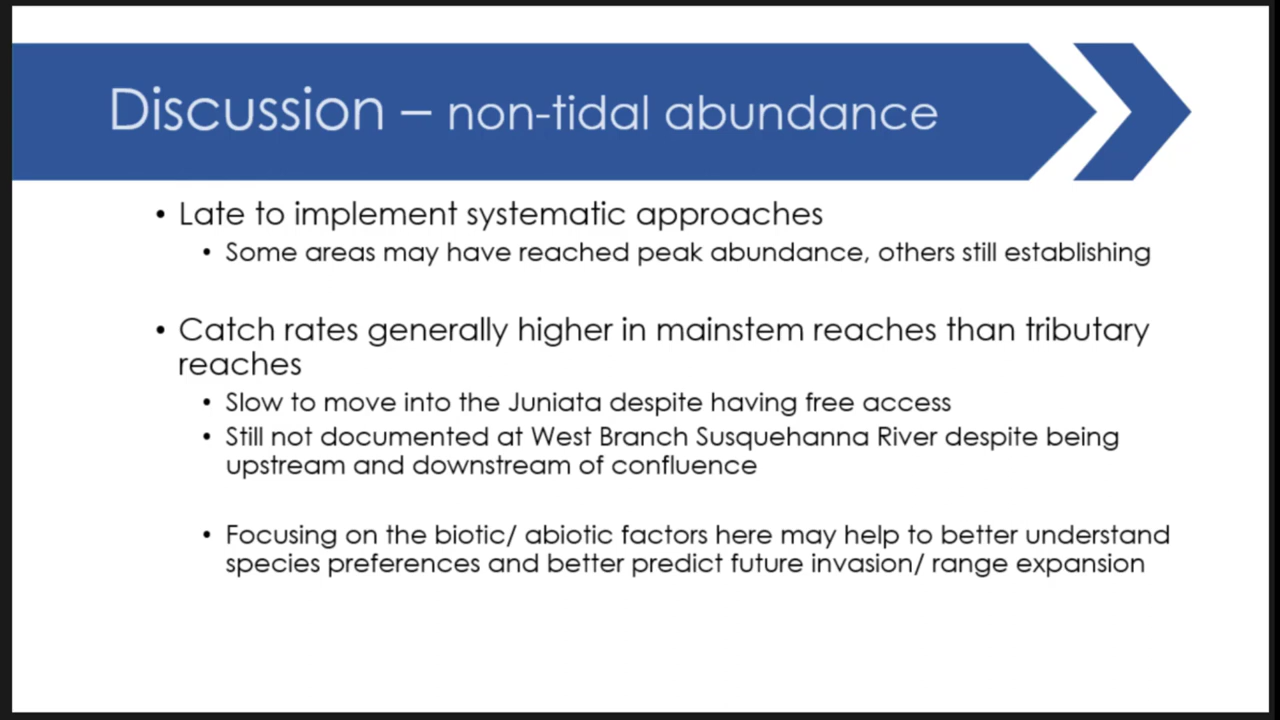 Discussion – non-tidal abundance
• Late to implement systematic approaches
• Some areas may have reached peak abundance, others still establishing
• Catch rates generally higher in mainstem reaches than tributary
reaches
• Slow to move into the Juniata despite having free access
• Still not documented at West Branch Susquehanna River despite being
upstream and downstream of confluence
• Focusing on the biotic/ abiotic factors here may help to better understand
species preferences and better predict future invasion/ range expansion